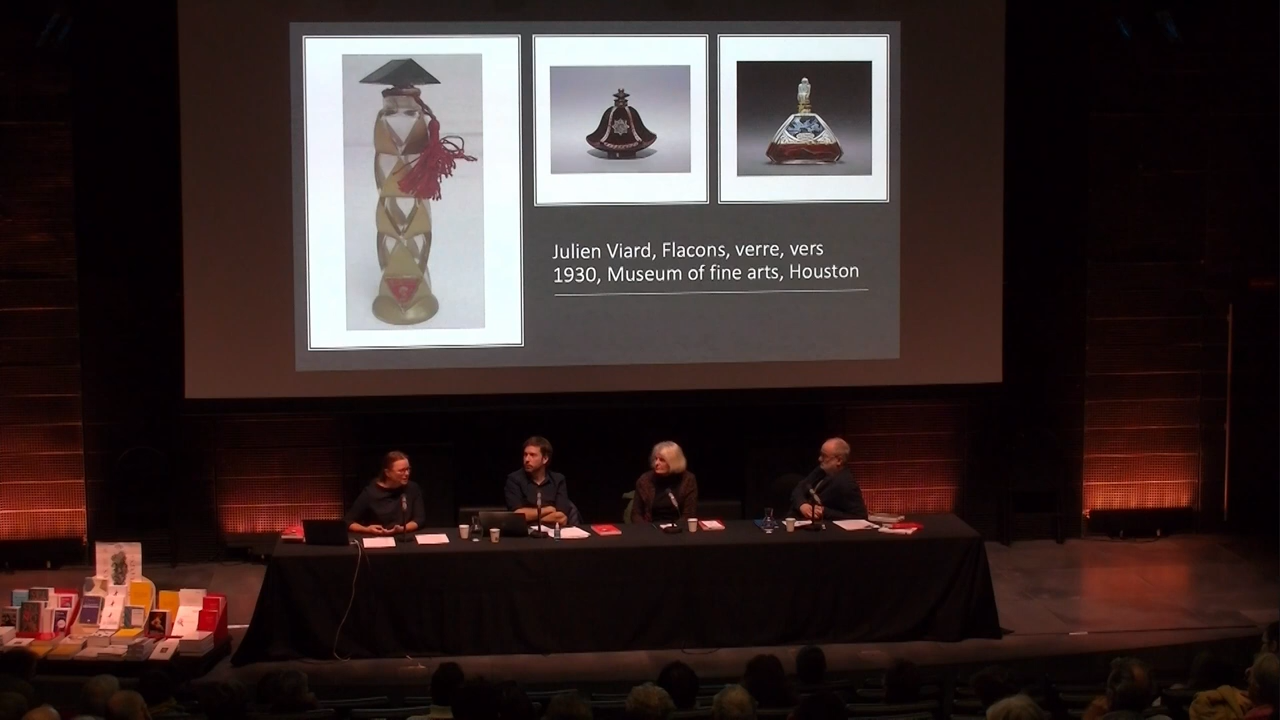 Julien Viard, Flacons, verre, vers
1930, Museum of fine arts, Houston